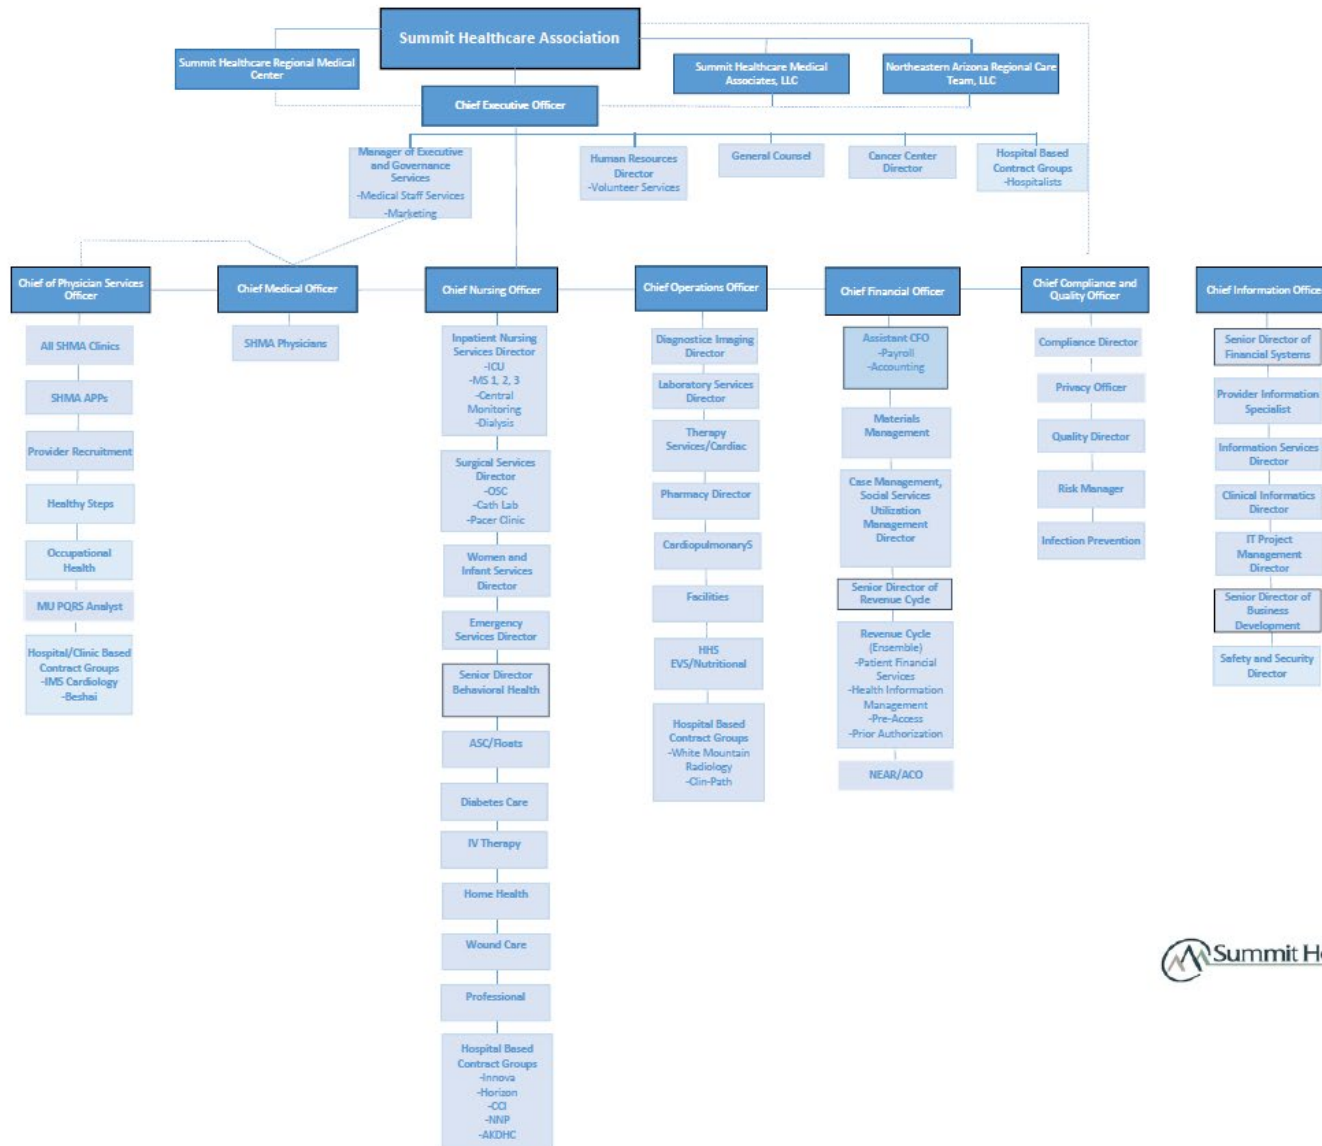 Summit Healthcare Association
Summit Healthcare Regional Medical
Center
Summit Healthcare Medical
Associates, LLC
Northeastern Arizona Regional Care
Team, LLC
Chief Executive Officer
Manager of Executive
and Governance
Services
-Medical Staff Services
-Marketing
Human Resources
Director
-Volunteer Services
General Counsel
Cancer Center
Director
Hospital Based
Contract Groups
-Hospitalists
Chief of Physician Services
Officer
Chief Medical Officer
Chief Nursing Officer
Chief Operations Officer
Chief Financial Officer
Chief Compliance and
Quality Officer
Chief Information Office
All SHMA Clinics
SHMA APPs
Provider Recruitment
Healthy Steps
Occupational
Health
MU PQRS Analyst
Hospital/Clinic Based
Contract Groups
-IMS Cardiology
-Beshai
SHMA Physicians
Inpatient Nursing
Services Director
-ICU
-MS 1, 2, 3
-Central
Monitoring
-Dialysis
Surgical Services
Director
-OSC
-Cath Lab
-Pacer Clinic
Women and
Infant Services
Director
Emergency
Services Director
Senior Director
Behavioral Health
ASC/Floats
Diabetes Care
IV Therapy
Home Health
Wound Care
Professional
Hospital Based
Contract Groups
-Innova
-Horizon
-CCI
-NNP
-AKDHC
Diagnostice Imaging
Director
Laboratory Services
Director
Therapy
Services/Cardiac
Pharmacy Director
CardiopulmonaryS
Facilities
HHS
EVS/Nutritional
Hospital Based
Contract Groups
-White Mountain
Radiology
-Clin-Path
Assistant CFO
-Payroll
-Accounting
Materials
Management
Case Management,
Social Services
Utilization
Management
Director
Senior Director of
Revenue Cycle
Revenue Cycle
(Ensemble)
-Patient Financial
Services
-Health Information
Management
-Pre-Access
-Prior Authorization
NEAR/ACO
Compliance Director
Privacy Officer
Quality Director
Risk Manager
Infection Prevention
Senior Director of
Financial Systems
Provider Information
Specialist
Information Services
Director
Clinical Informatics
Director
IT Project
Management
Director
Senior Director of
Business
Development
Safety and Security
Director
Summit He